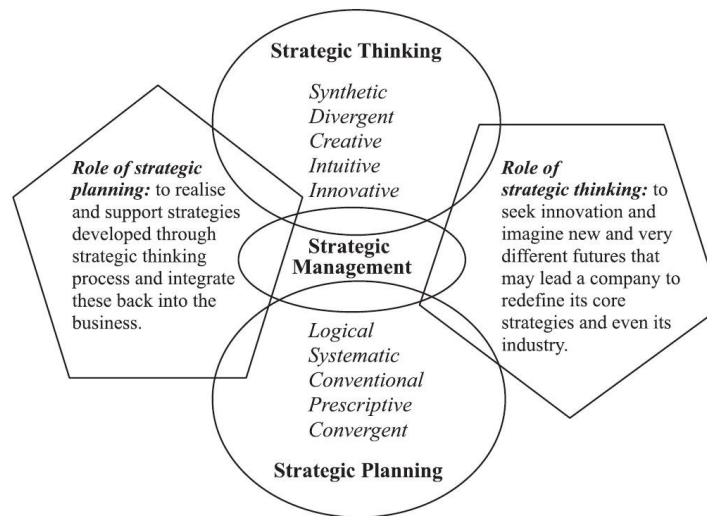 Strategic Thinking
Synthetic
Divergent
Creative
Intuitive
Innovative
Role of strategic
planning: to realise
and support strategies
developed through
strategic thinking
process and integrate
these back into the
business.
Strategic
Management
Role of
strategic thinking: to
seek innovation and
imagine new and very
different futures that
may lead a company to
redefine its core
strategies and even its
industry.
Logical
Systematic
Conventional
Prescriptive
Convergent
Strategic Planning